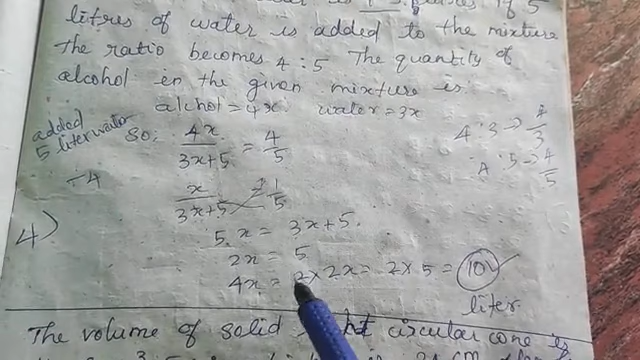 of 5
litres of water is added to the mixture
the ratio becomes 4 : 5 The quantity of
alcohol in the given mixture is
alchol = 4x. water = 3x
added
5 liter water
So,
4x/3x+5 = 4/5
4:3 → 4/3
4:5 → 4/5
÷4
x/3x+5 = 1/5
4)
5x = 3x+5.
2x = 5
4x = 2×2x = 2×5 = 10
liter
The volume of solid circular cone is